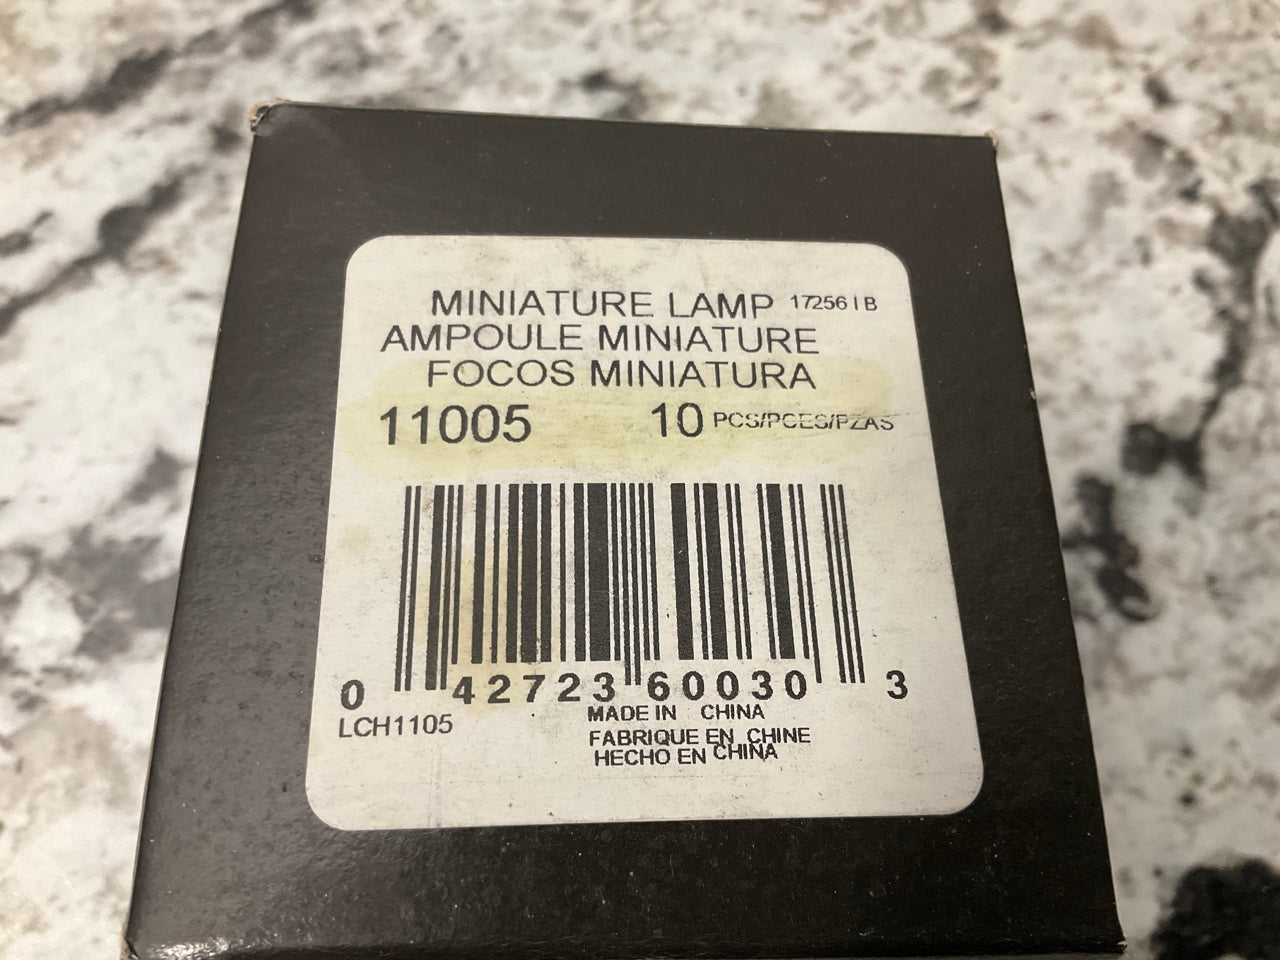 MINIATURE LAMP 17256 I B
AMPOULE MINIATURE
FOCOS MINIATURA
11005 10 PCS/PCES/PZAS
0 42723 60030 3
LCH1105
MADE IN CHINA
FABRIQUE EN CHINE
HECHO EN CHINA